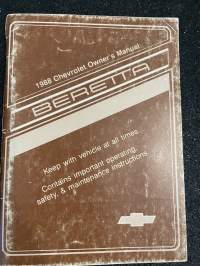 1988 Chevrolet Owner's Manual
BERETTA
Keep with vehicle at all times.
Contains important operating,
safety, & maintenance instructions.